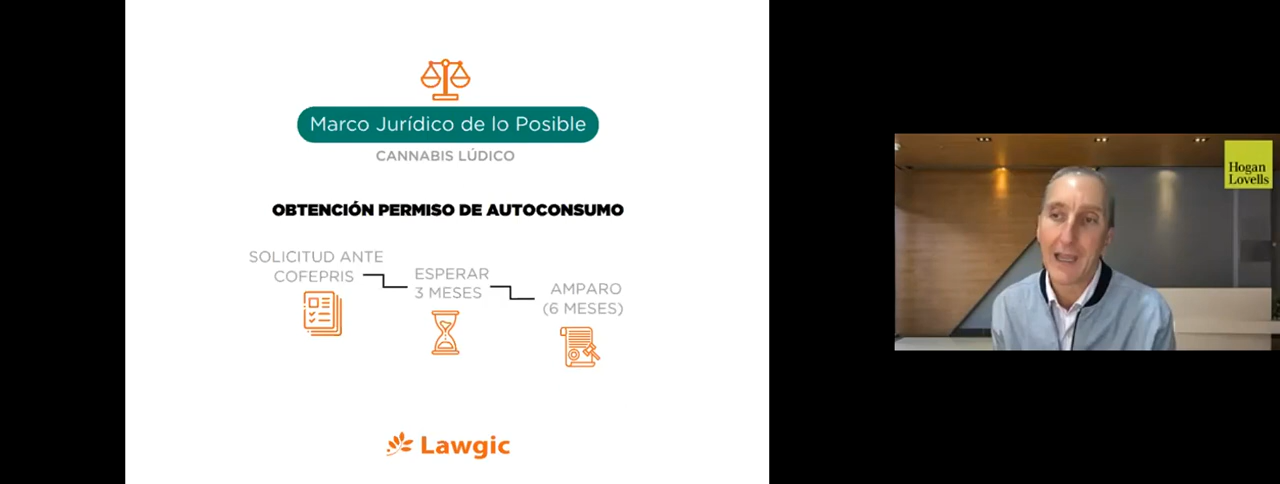 Marco Jurídico de lo Posible
CANNABIS LÚDICO
OBTENCIÓN PERMISO DE AUTOCONSUMO
SOLICITUD ANTE
COFEPRIS
ESPERAR
3 MESES
AMPARO
(6 MESES)
Lawgic
Hogan
Lovells